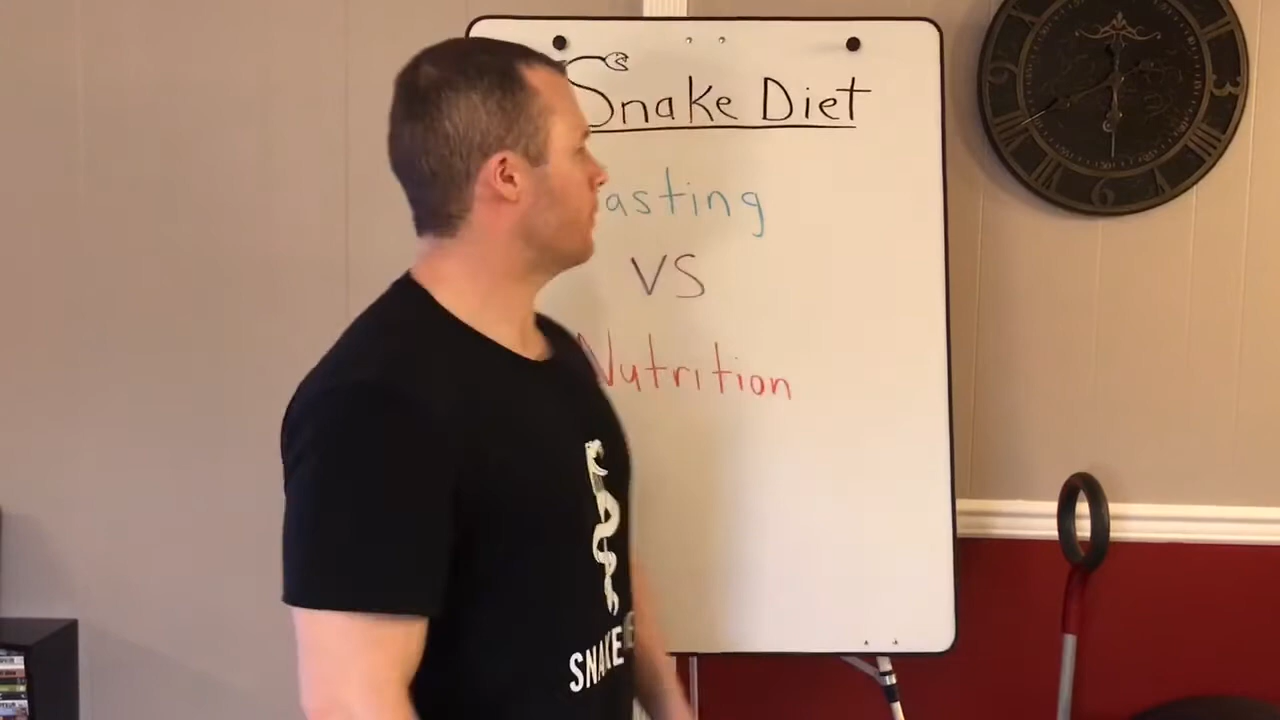 Snake Diet
asting
vs
Nutrition
SNAKE